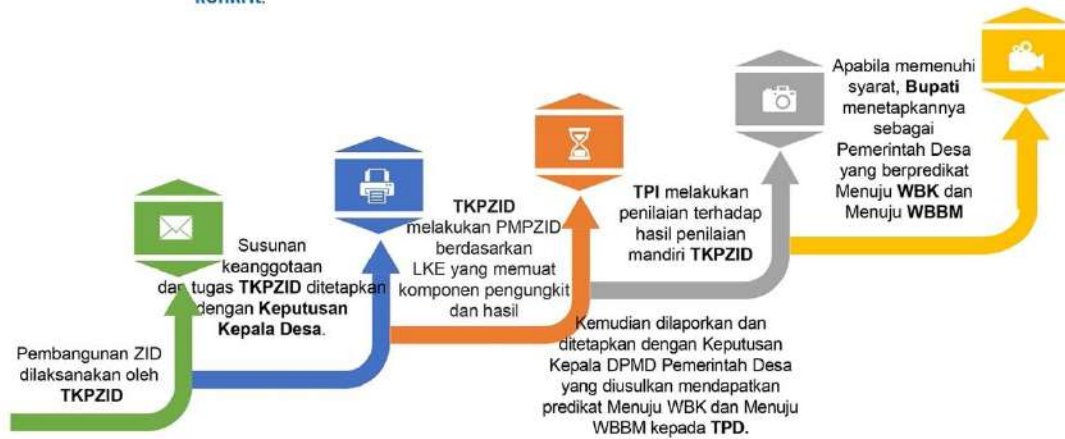 konkrit.
Pembangunan ZID
dilaksanakan oleh
TKPZID
Susunan
keanggotaan
dan tugas TKPZID ditetapkan
dengan Keputusan
Kepala Desa.
TKPZID
melakukan PMPZID
berdasarkan
LKE yang memuat
komponen pengungkit
dan hasil
TPI melakukan
penilaian terhadap
hasil penilaian
mandiri TKPZID
Kemudian dilaporkan dan
ditetapkan dengan Keputusan
Kepala DPMD Pemerintah Desa
yang diusulkan mendapatkan
predikat Menuju WBK dan Menuju
WBBM kepada TPD.
Apabila memenuhi
syarat, Bupati
menetapkannya
sebagai
Pemerintah Desa
yang berpredikat
Menuju WBK dan
Menuju WBBM